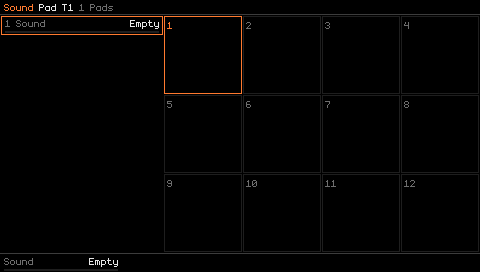 Sound Pad T1 1 Pads
1 Sound Empty
1 2 3 4
5 6 7 8
9 10 11 12
Sound Empty